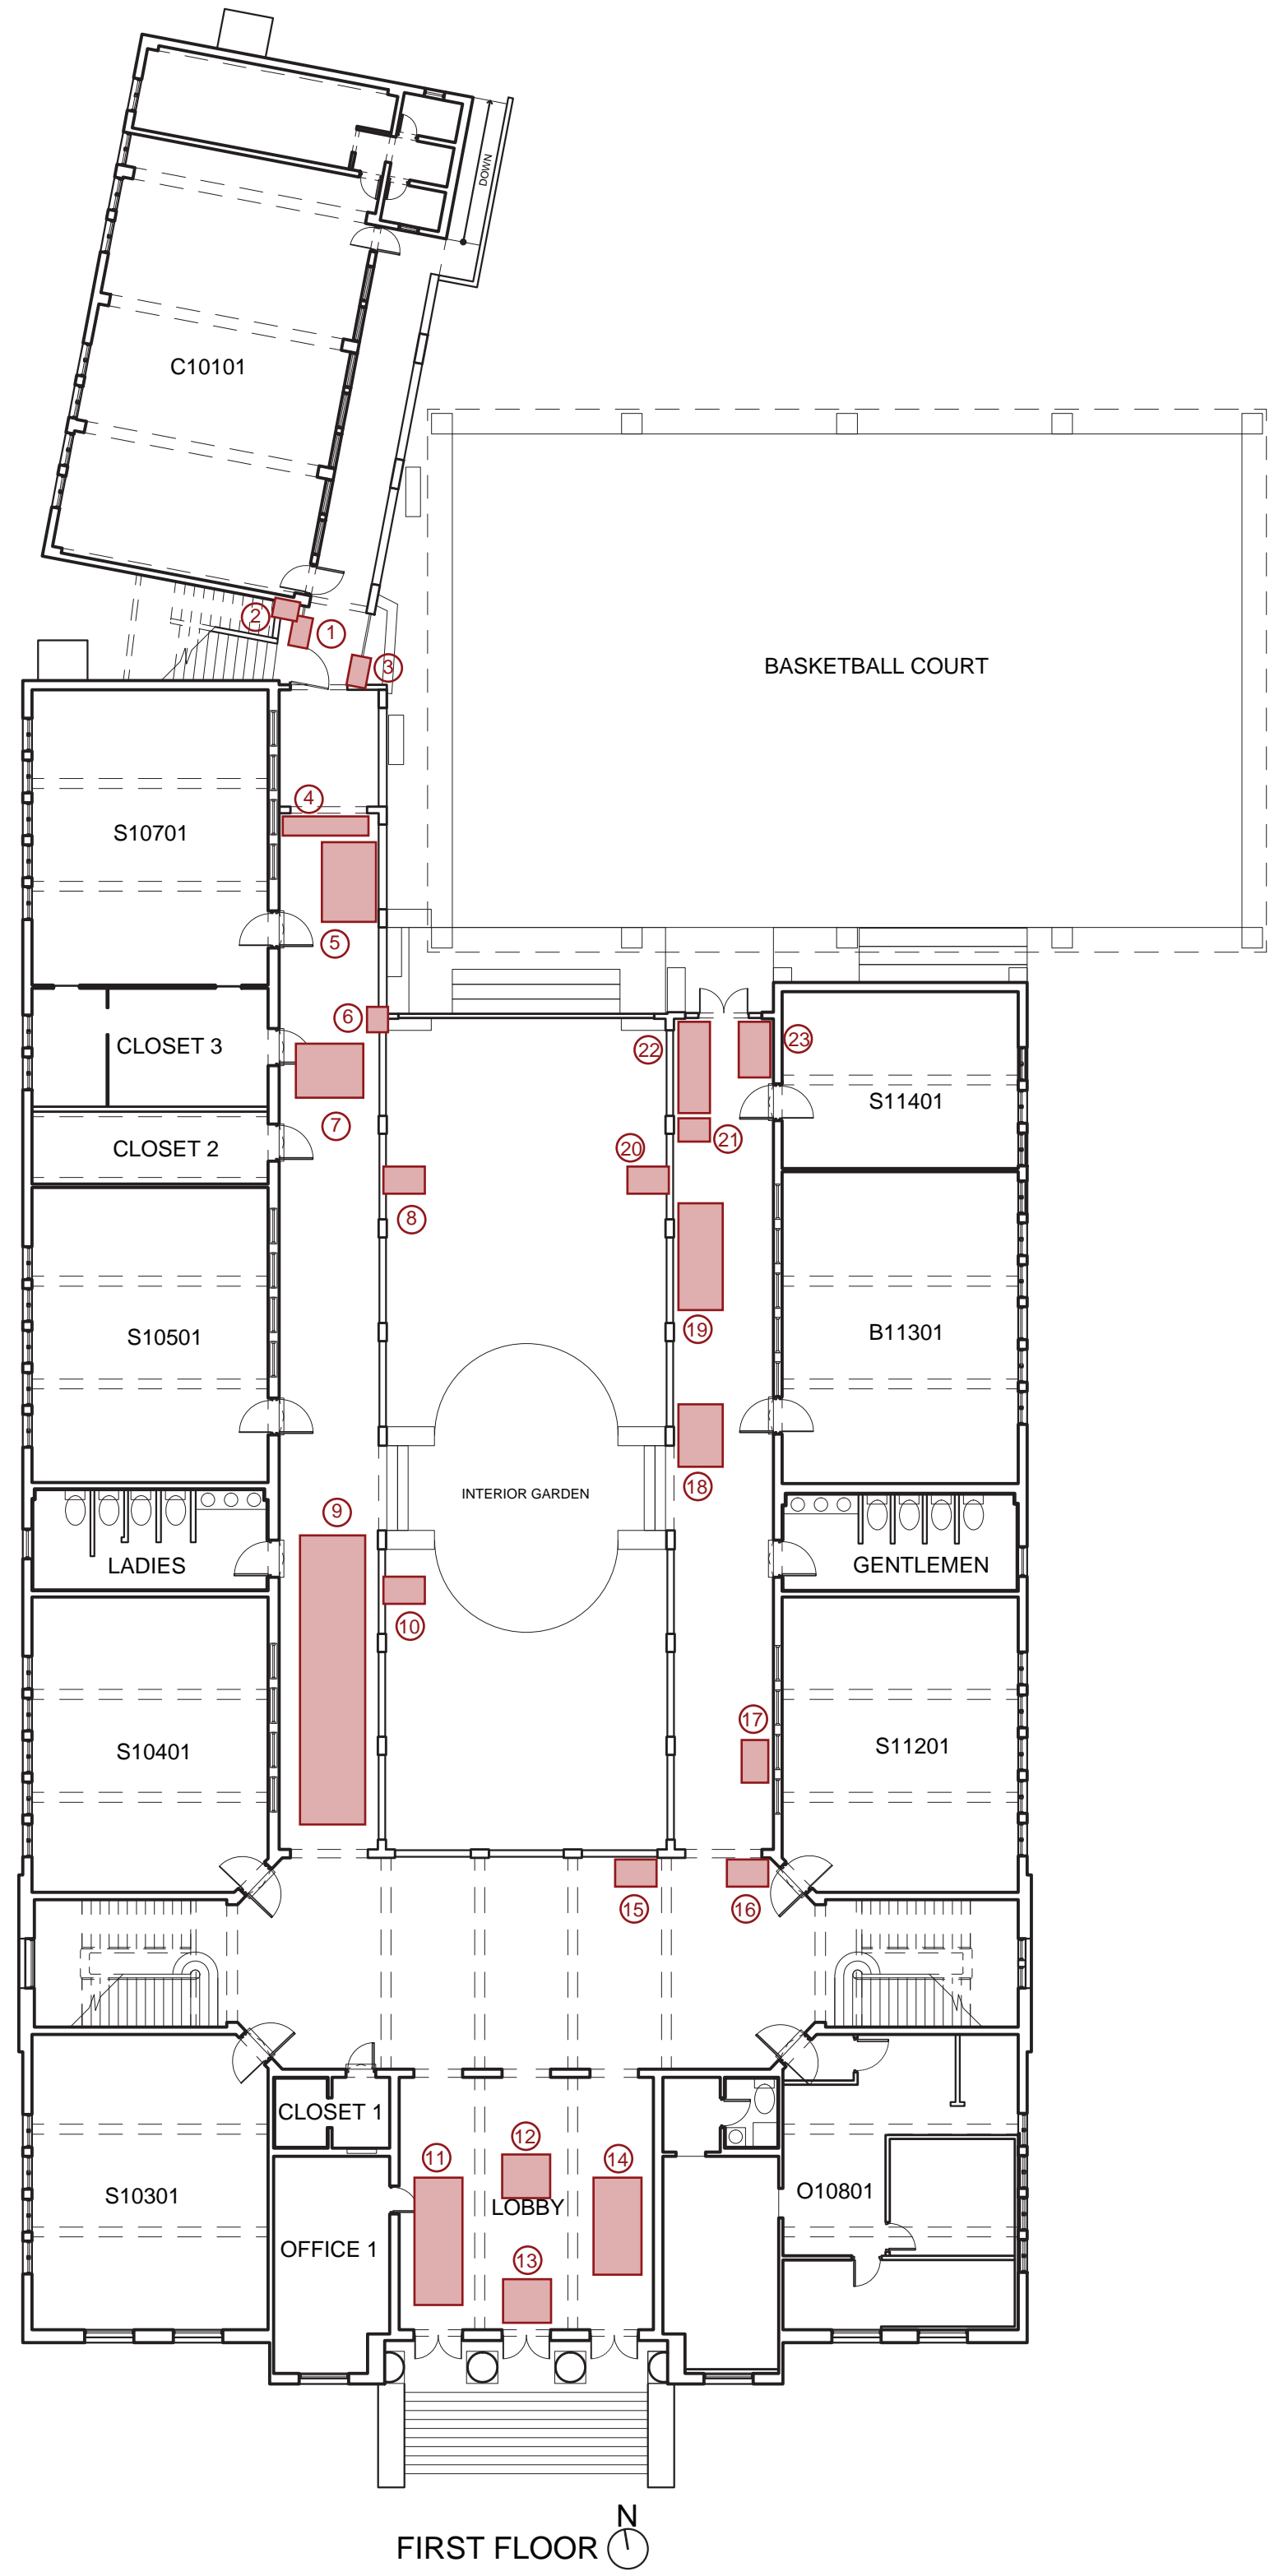 DOWN
C10101
2
1
3
BASKETBALL COURT
4
S10701
5
6
22
23
CLOSET 3
S11401
7
21
CLOSET 2
20
8
S10501
19
B11301
18
INTERIOR GARDEN
9
LADIES
GENTLEMEN
10
17
S10401
S11201
15
16
CLOSET 1
12
11
14
S10301
LOBBY
O10801
OFFICE 1
13
N
FIRST FLOOR